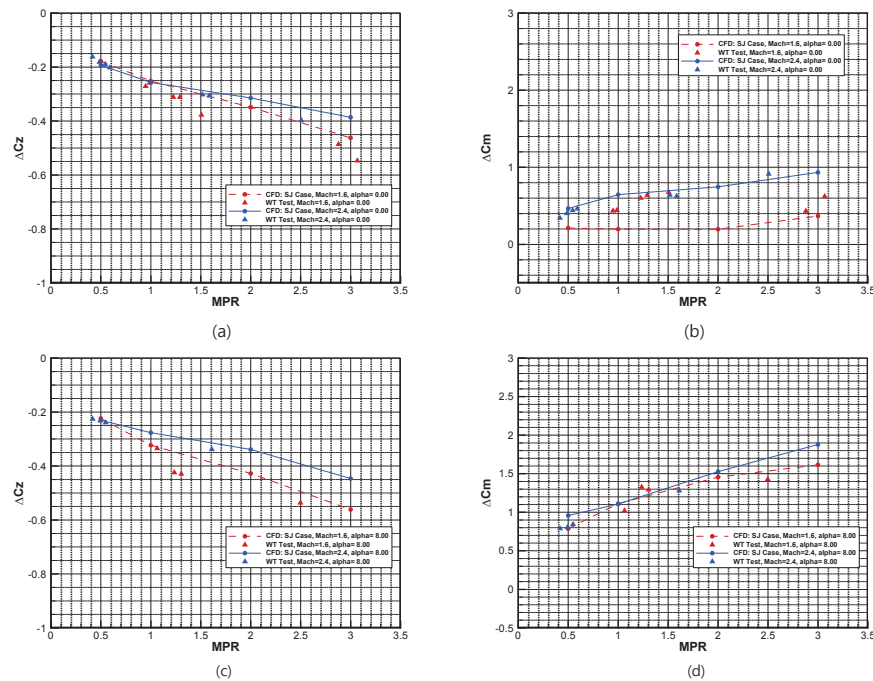 0
-0.2
-0.4
-0.6
-0.8
-1
ΔCz
0 0.5 1 1.5 2 2.5 3 3.5
MPR
CFD: SJ Case, Mach=1.6, alpha= 0.00
WT Test, Mach=1.6, alpha= 0.00
CFD: SJ Case, Mach=2.4, alpha= 0.00
WT Test, Mach=2.4, alpha= 0.00
(a)
3
2
1
0
ΔCm
0 0.5 1 1.5 2 2.5 3 3.5
MPR
CFD: SJ Case, Mach=1.6, alpha= 0.00
WT Test, Mach=1.6, alpha= 0.00
CFD: SJ Case, Mach=2.4, alpha= 0.00
WT Test, Mach=2.4, alpha= 0.00
(b)
0
-0.2
-0.4
-0.6
-0.8
-1
ΔCz
0 0.5 1 1.5 2 2.5 3 3.5
MPR
CFD: SJ Case, Mach=1.6, alpha= 8.00
WT Test, Mach=1.6, alpha= 8.00
CFD: SJ Case, Mach=2.4, alpha= 8.00
WT Test, Mach=2.4, alpha= 8.00
(c)
3
2.5
2
1.5
1
0.5
0
-0.5
ΔCm
0 0.5 1 1.5 2 2.5 3 3.5
MPR
CFD: SJ Case, Mach=1.6, alpha= 8.00
WT Test, Mach=1.6, alpha= 8.00
CFD: SJ Case, Mach=2.4, alpha= 8.00
WT Test, Mach=2.4, alpha= 8.00
(d)